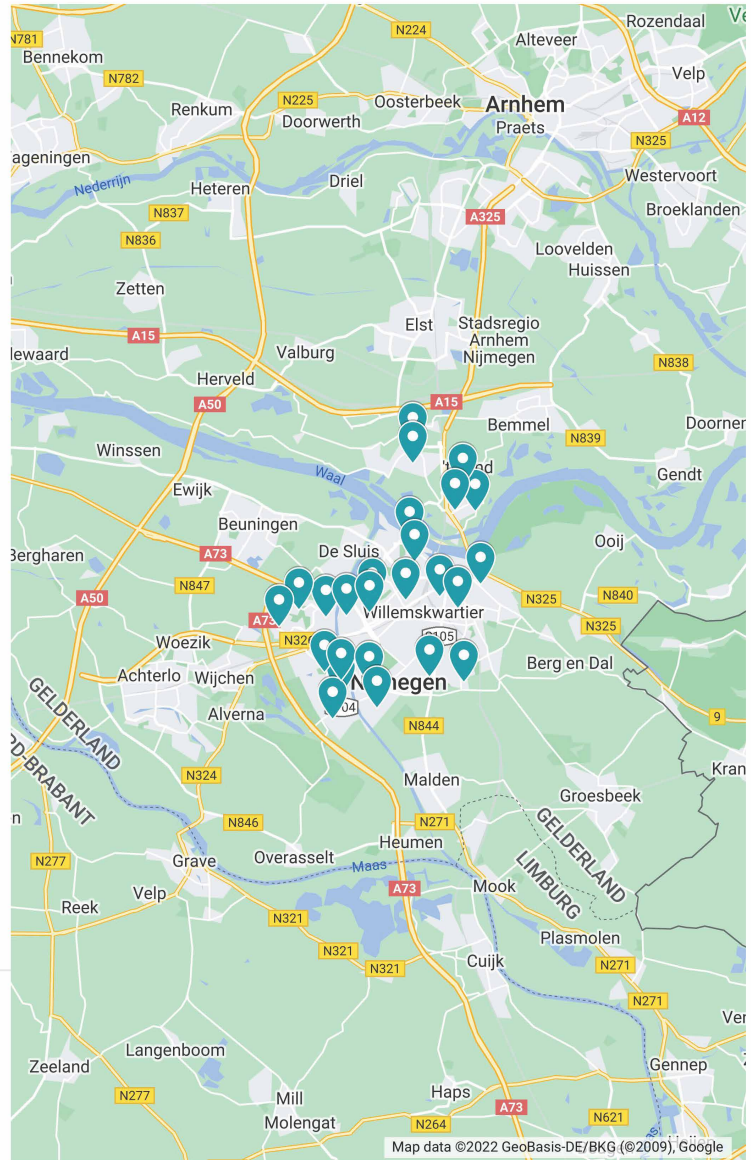 Rozendaal
N781
N224
Alteveer
Bennekom
N782
Velp
N225
Oosterbeek
Arnhem
Renkum
Doorwerth
Praets
A12
N325
ageningen
Nederrijn
Heteren
Driel
Westervoort
N837
A325
Broeklanden
N836
Loovelden
Huissen
Zetten
Elst
Stadsregio
Arnhem
Nijmegen
A15
Valburg
lewaard
N838
Herveld
A50
A15
Bemmel
Doornen
N839
Winssen
Waal
Gendt
Ewijk
Beuningen
De Sluis
Ooij
Bergharen
A73
N847
A50
N325
N840
Willemskwartier
A73
N325
Woezik
N326
Berg en Dal
Achterlo
Wijchen
Nijmegen
GELDERLAND
Alverna
9
N844
Kran
N324
Malden
Groesbeek
N846
N271
GELDERLAND
Heumen
N277
Grave
Overasselt
Maas
LIMBURG
A73
Mook
Velp
Reek
N321
Plasmolen
N321
N271
N321
Cuijk
N271
Ver
Langenboom
Zeeland
Gennep
N277
Mill
Haps
A73
Molengat
N264
N621
Map data ©2022 GeoBasis-DE/BKG (©2009), Google